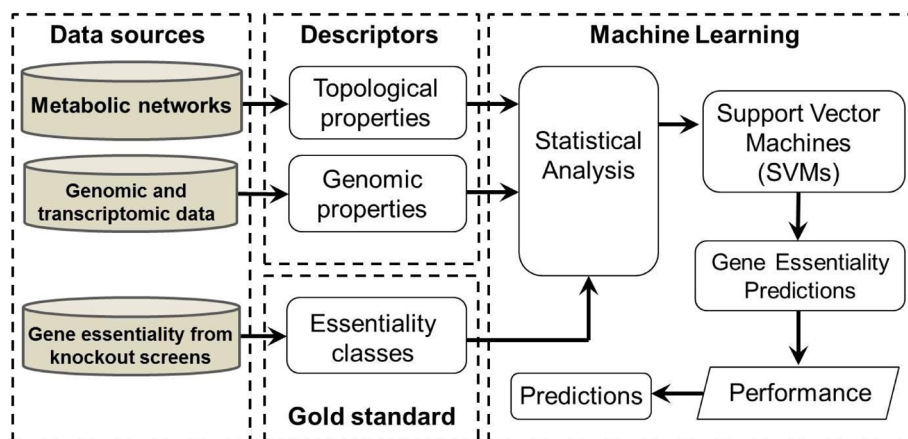 Data sources
Metabolic networks
Genomic and
transcriptomic data
Gene essentiality from
knockout screens
Descriptors
Topological
properties
Genomic
properties
Essentiality
classes
Gold standard
Machine Learning
Statistical
Analysis
Support Vector
Machines
(SVMs)
Gene Essentiality
Predictions
Performance
Predictions